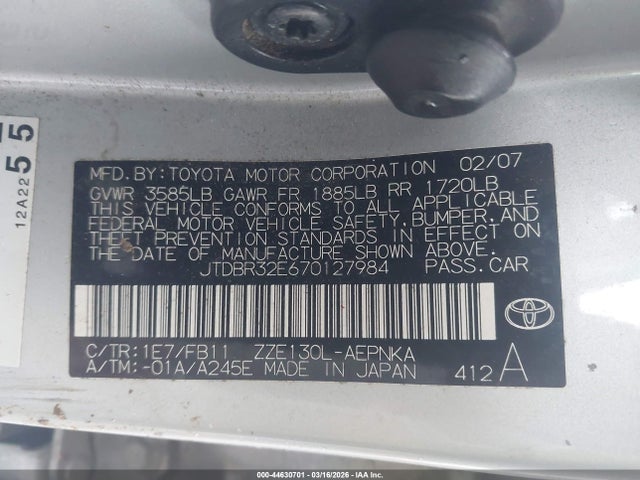 MFD.BY:TOYOTA MOTOR CORPORATION 02/07
GVWR 3585LB GAWR FR 1885LB RR 1720LB
THIS VEHICLE CONFORMS TO ALL APPLICABLE
FEDERAL MOTOR VEHICLE SAFETY, BUMPER, AND
THEFT PREVENTION STANDARDS IN EFFECT ON
THE DATE OF MANUFACTURE SHOWN ABOVE.
JTDBR32E670127984 PASS.CAR
C/TR:1E7/FB11 ZZE130L-AEPNKA
A/TM:-01A/A245E MADE IN JAPAN 412A
12A22
55
000-44630701 - 03/16/2026 - IAA Inc.